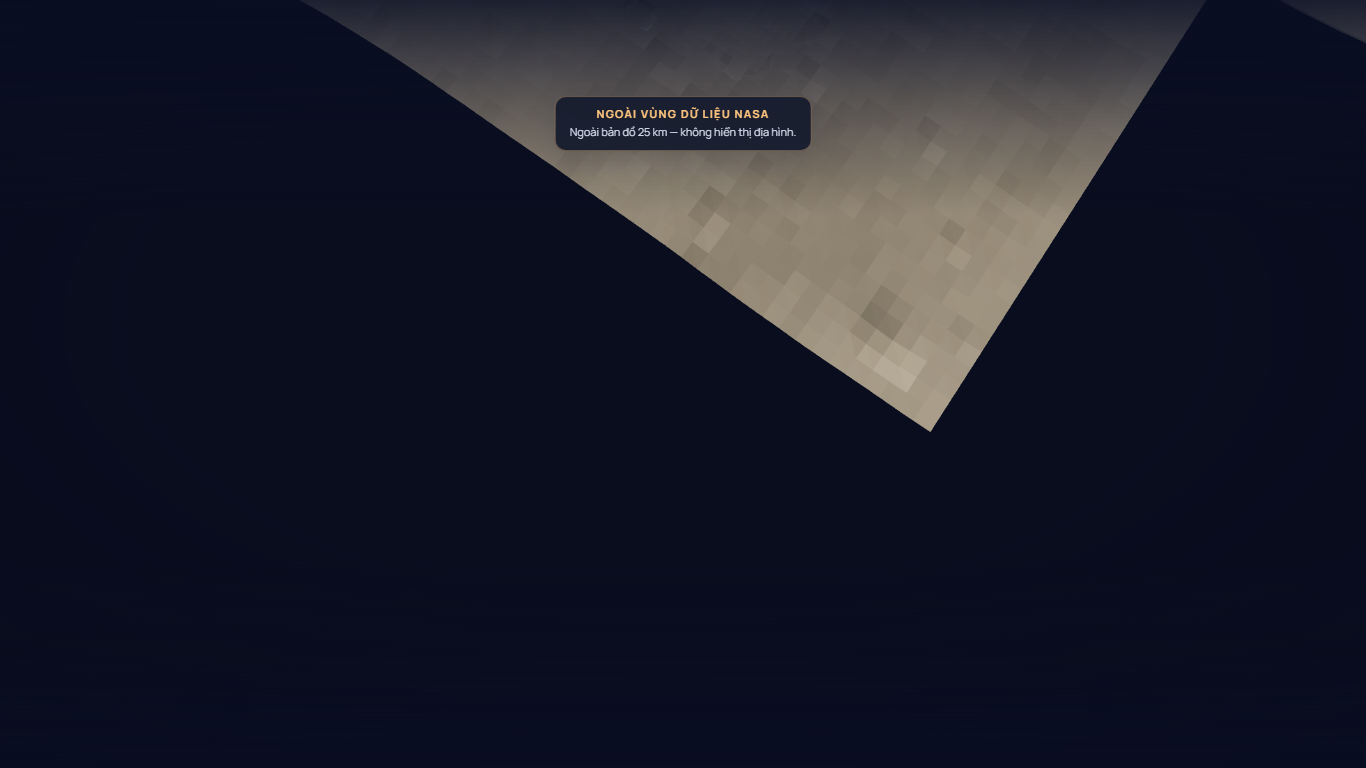 NGOÀI VÙNG DỮ LIỆU NASA
Ngoài bản đồ 25 km — không hiển thị địa hình.